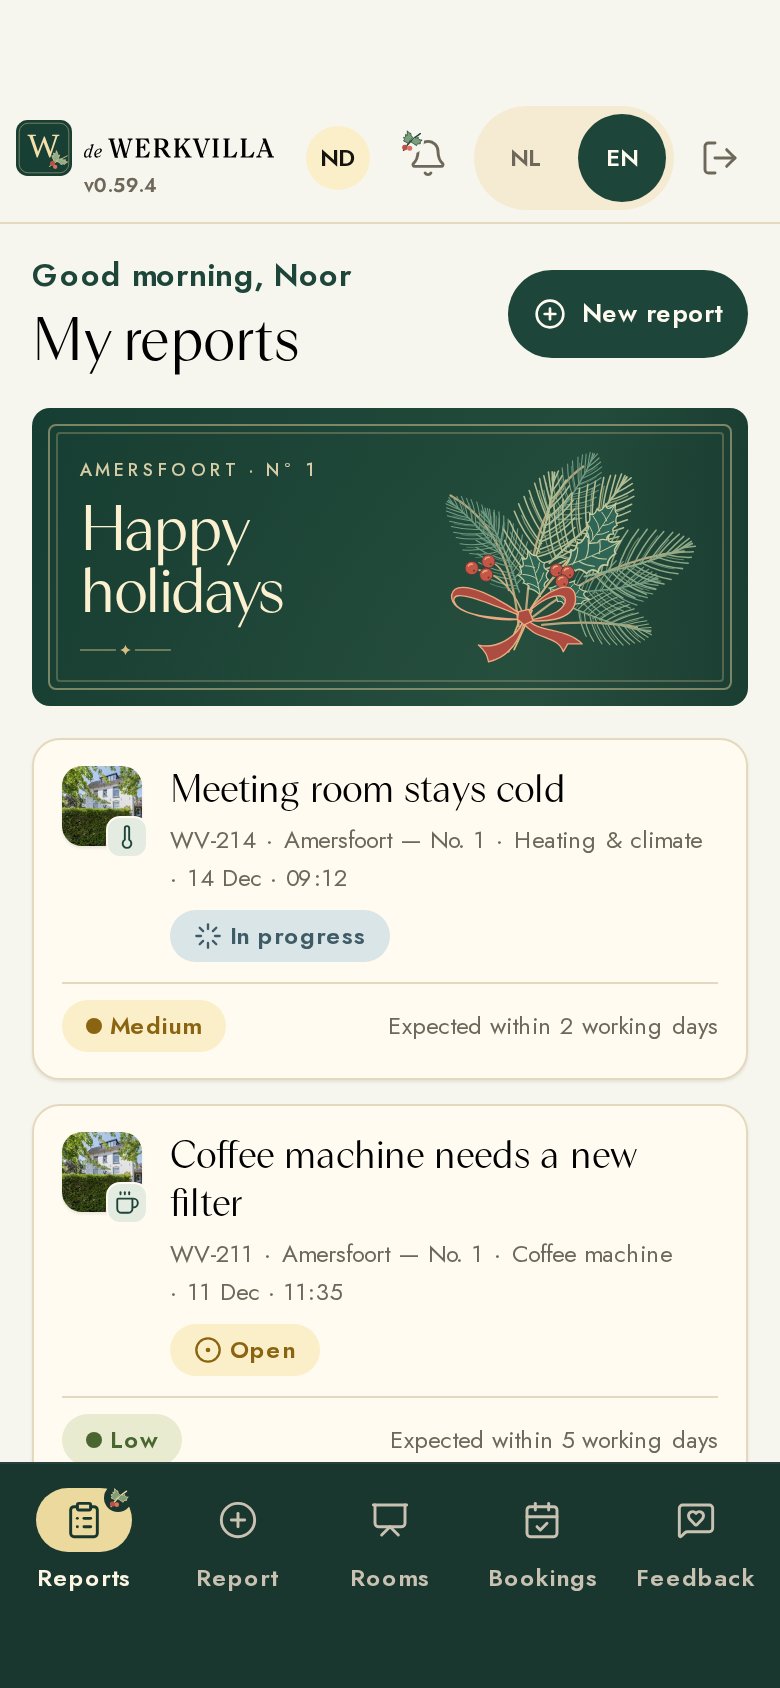 W
de WERKVILLA
v0.59.4
ND
NL
EN
Good morning, Noor
My reports
New report
AMERSFOORT · N° 1
Happy
holidays
Meeting room stays cold
WV-214 · Amersfoort — No. 1 · Heating & climate
· 14 Dec · 09:12
In progress
Medium
Expected within 2 working days
Coffee machine needs a new
filter
WV-211 · Amersfoort — No. 1 · Coffee machine
· 11 Dec · 11:35
Open
Low
Expected within 5 working days
Reports
Report
Rooms
Bookings
Feedback